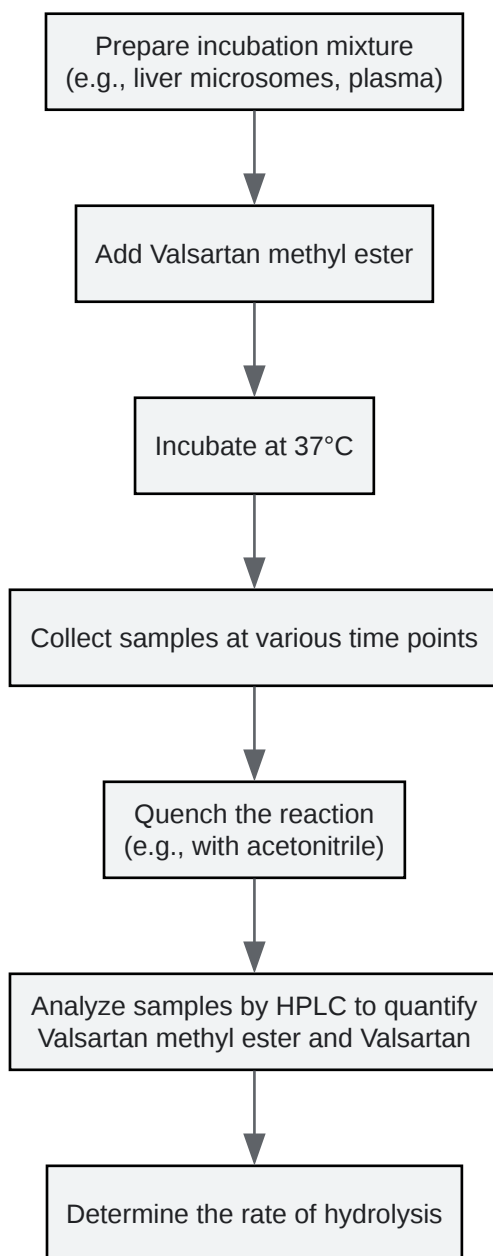 Prepare incubation mixture
(e.g., liver microsomes, plasma)
Add Valsartan methyl ester
Incubate at 37°C
Collect samples at various time points
Quench the reaction
(e.g., with acetonitrile)
Analyze samples by HPLC to quantify
Valsartan methyl ester and Valsartan
Determine the rate of hydrolysis